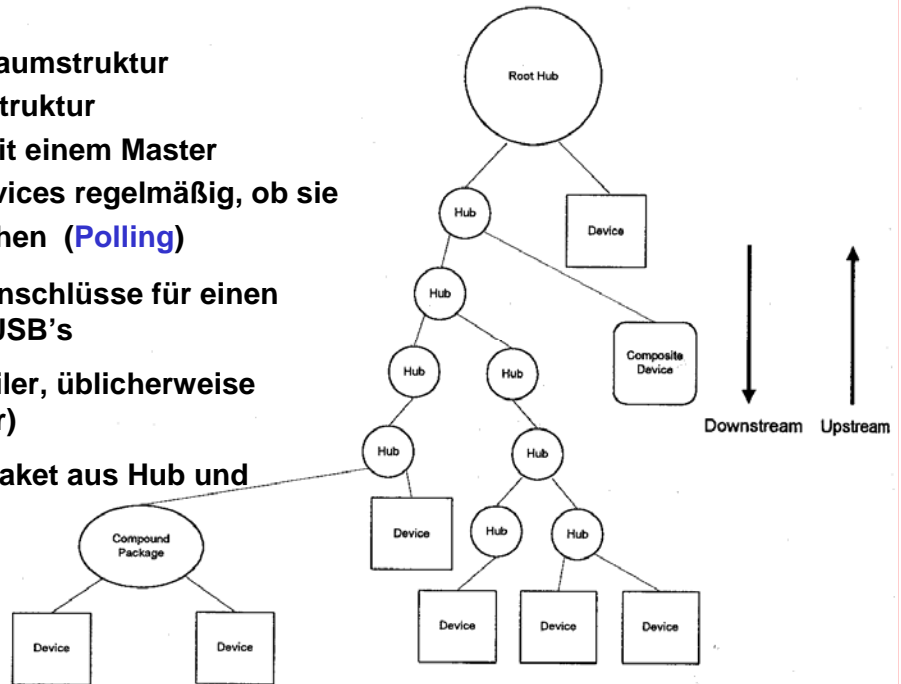 aumstruktur
truktur
it einem Master
vices regelmäßig, ob sie
hen (Polling)
nschlüsse für einen
USB's
iler, üblicherweise
r)
aket aus Hub und
Root Hub
Hub
Device
Hub
Composite
Device
Downstream Upstream
Hub
Hub
Hub
Hub
Compound
Package
Device
Hub
Hub
Device
Device
Device
Device
Device